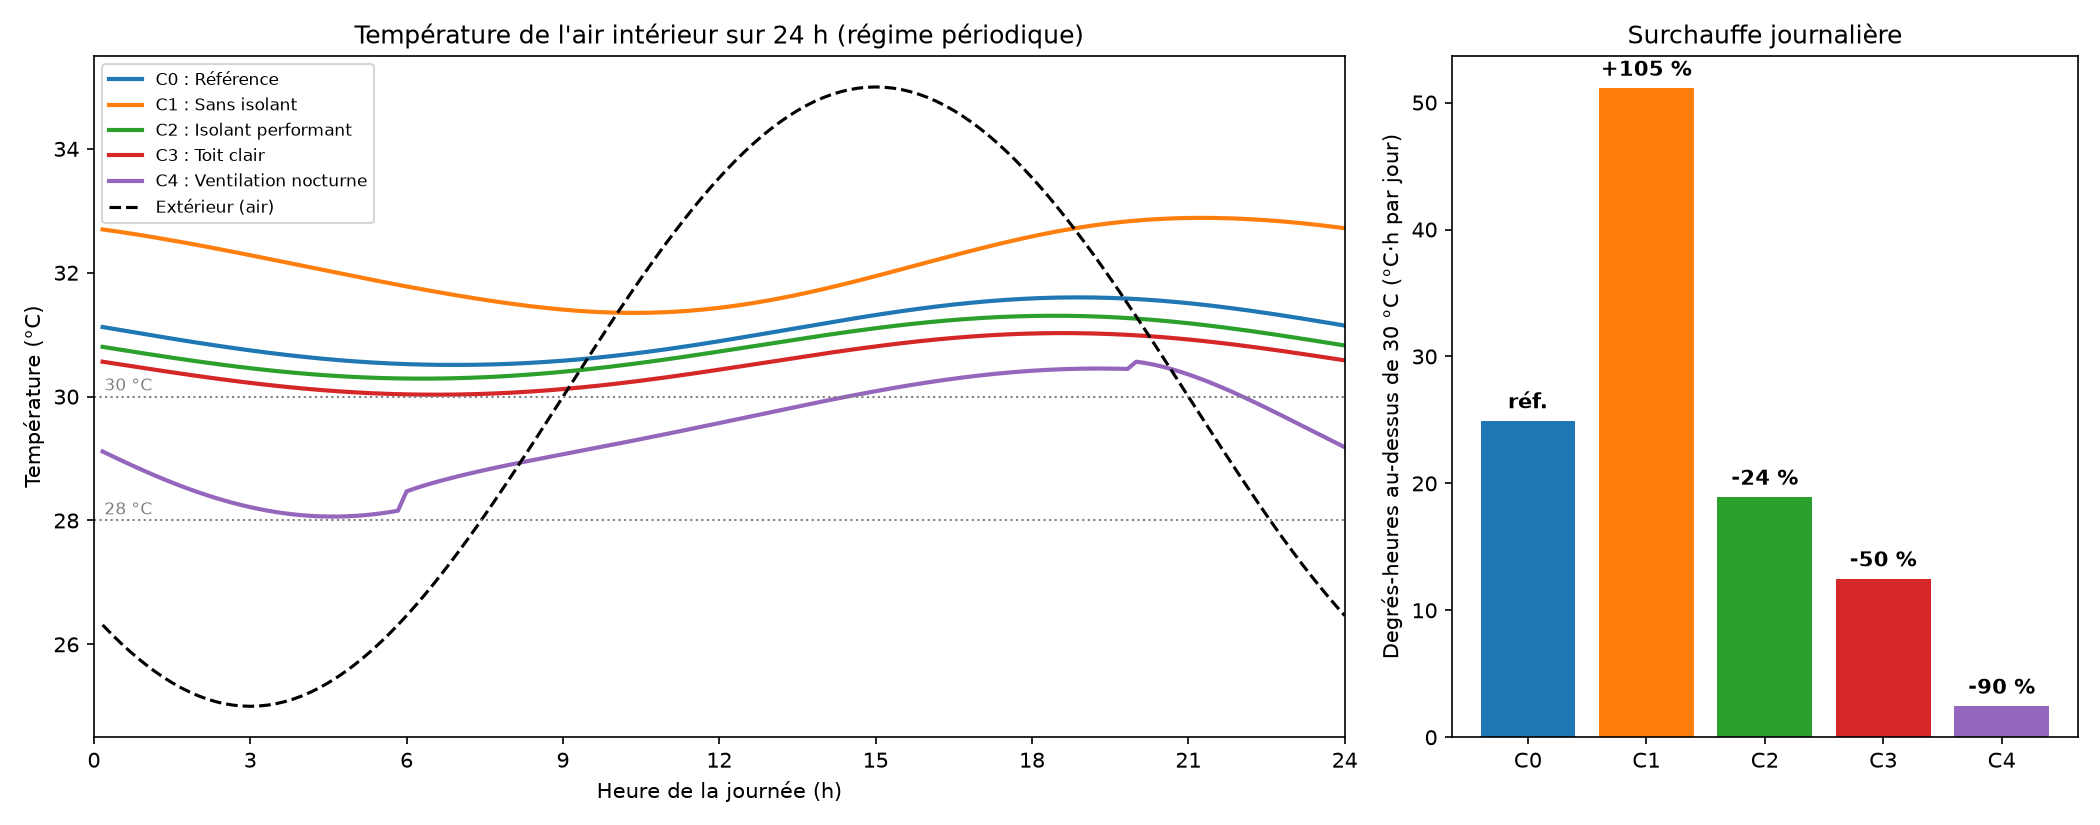 Température de l'air intérieur sur 24 h (régime périodique)
C0 : Référence
C1 : Sans isolant
C2 : Isolant performant
C3 : Toit clair
C4 : Ventilation nocturne
Extérieur (air)
Température (°C)
34
32
30
28
26
30 °C
28 °C
0 3 6 9 12 15 18 21 24
Heure de la journée (h)
Surchauffe journalière
Degrés-heures au-dessus de 30 °C (°C·h par jour)
50
40
30
20
10
0
réf.
+105 %
-24 %
-50 %
-90 %
C0 C1 C2 C3 C4